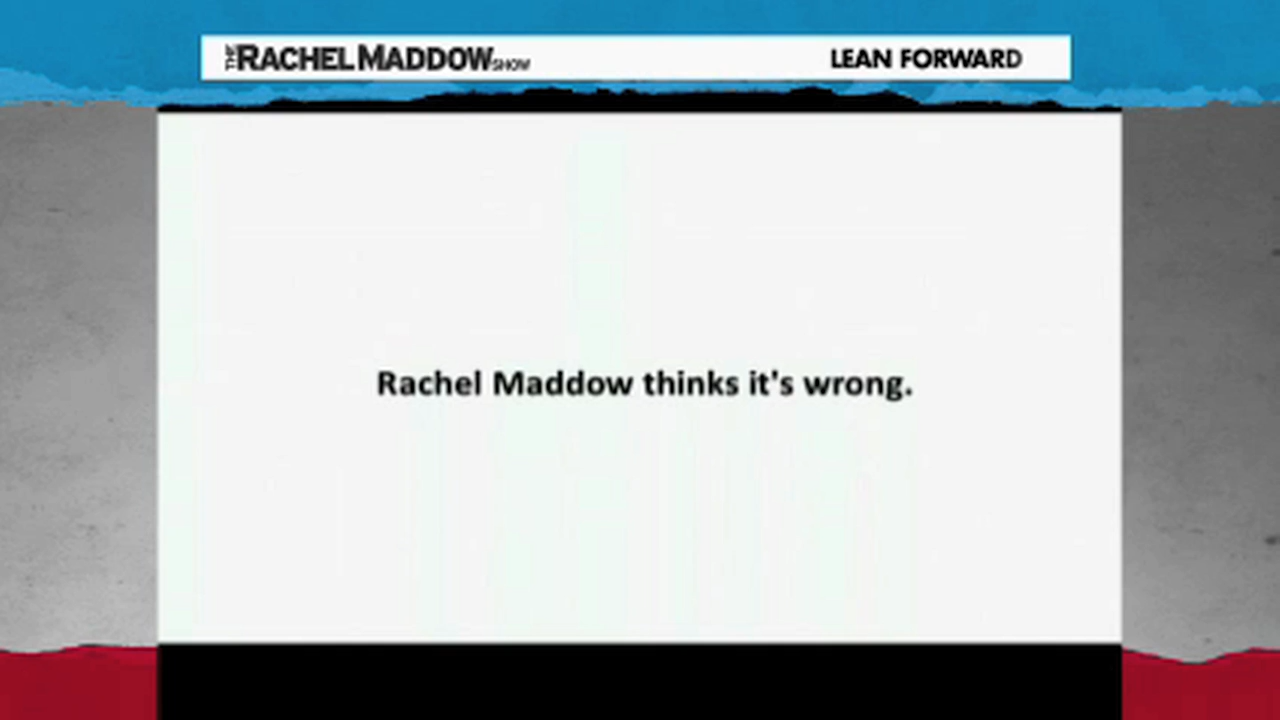 THE RACHEL MADDOW SHOW
LEAN FORWARD
Rachel Maddow thinks it's wrong.